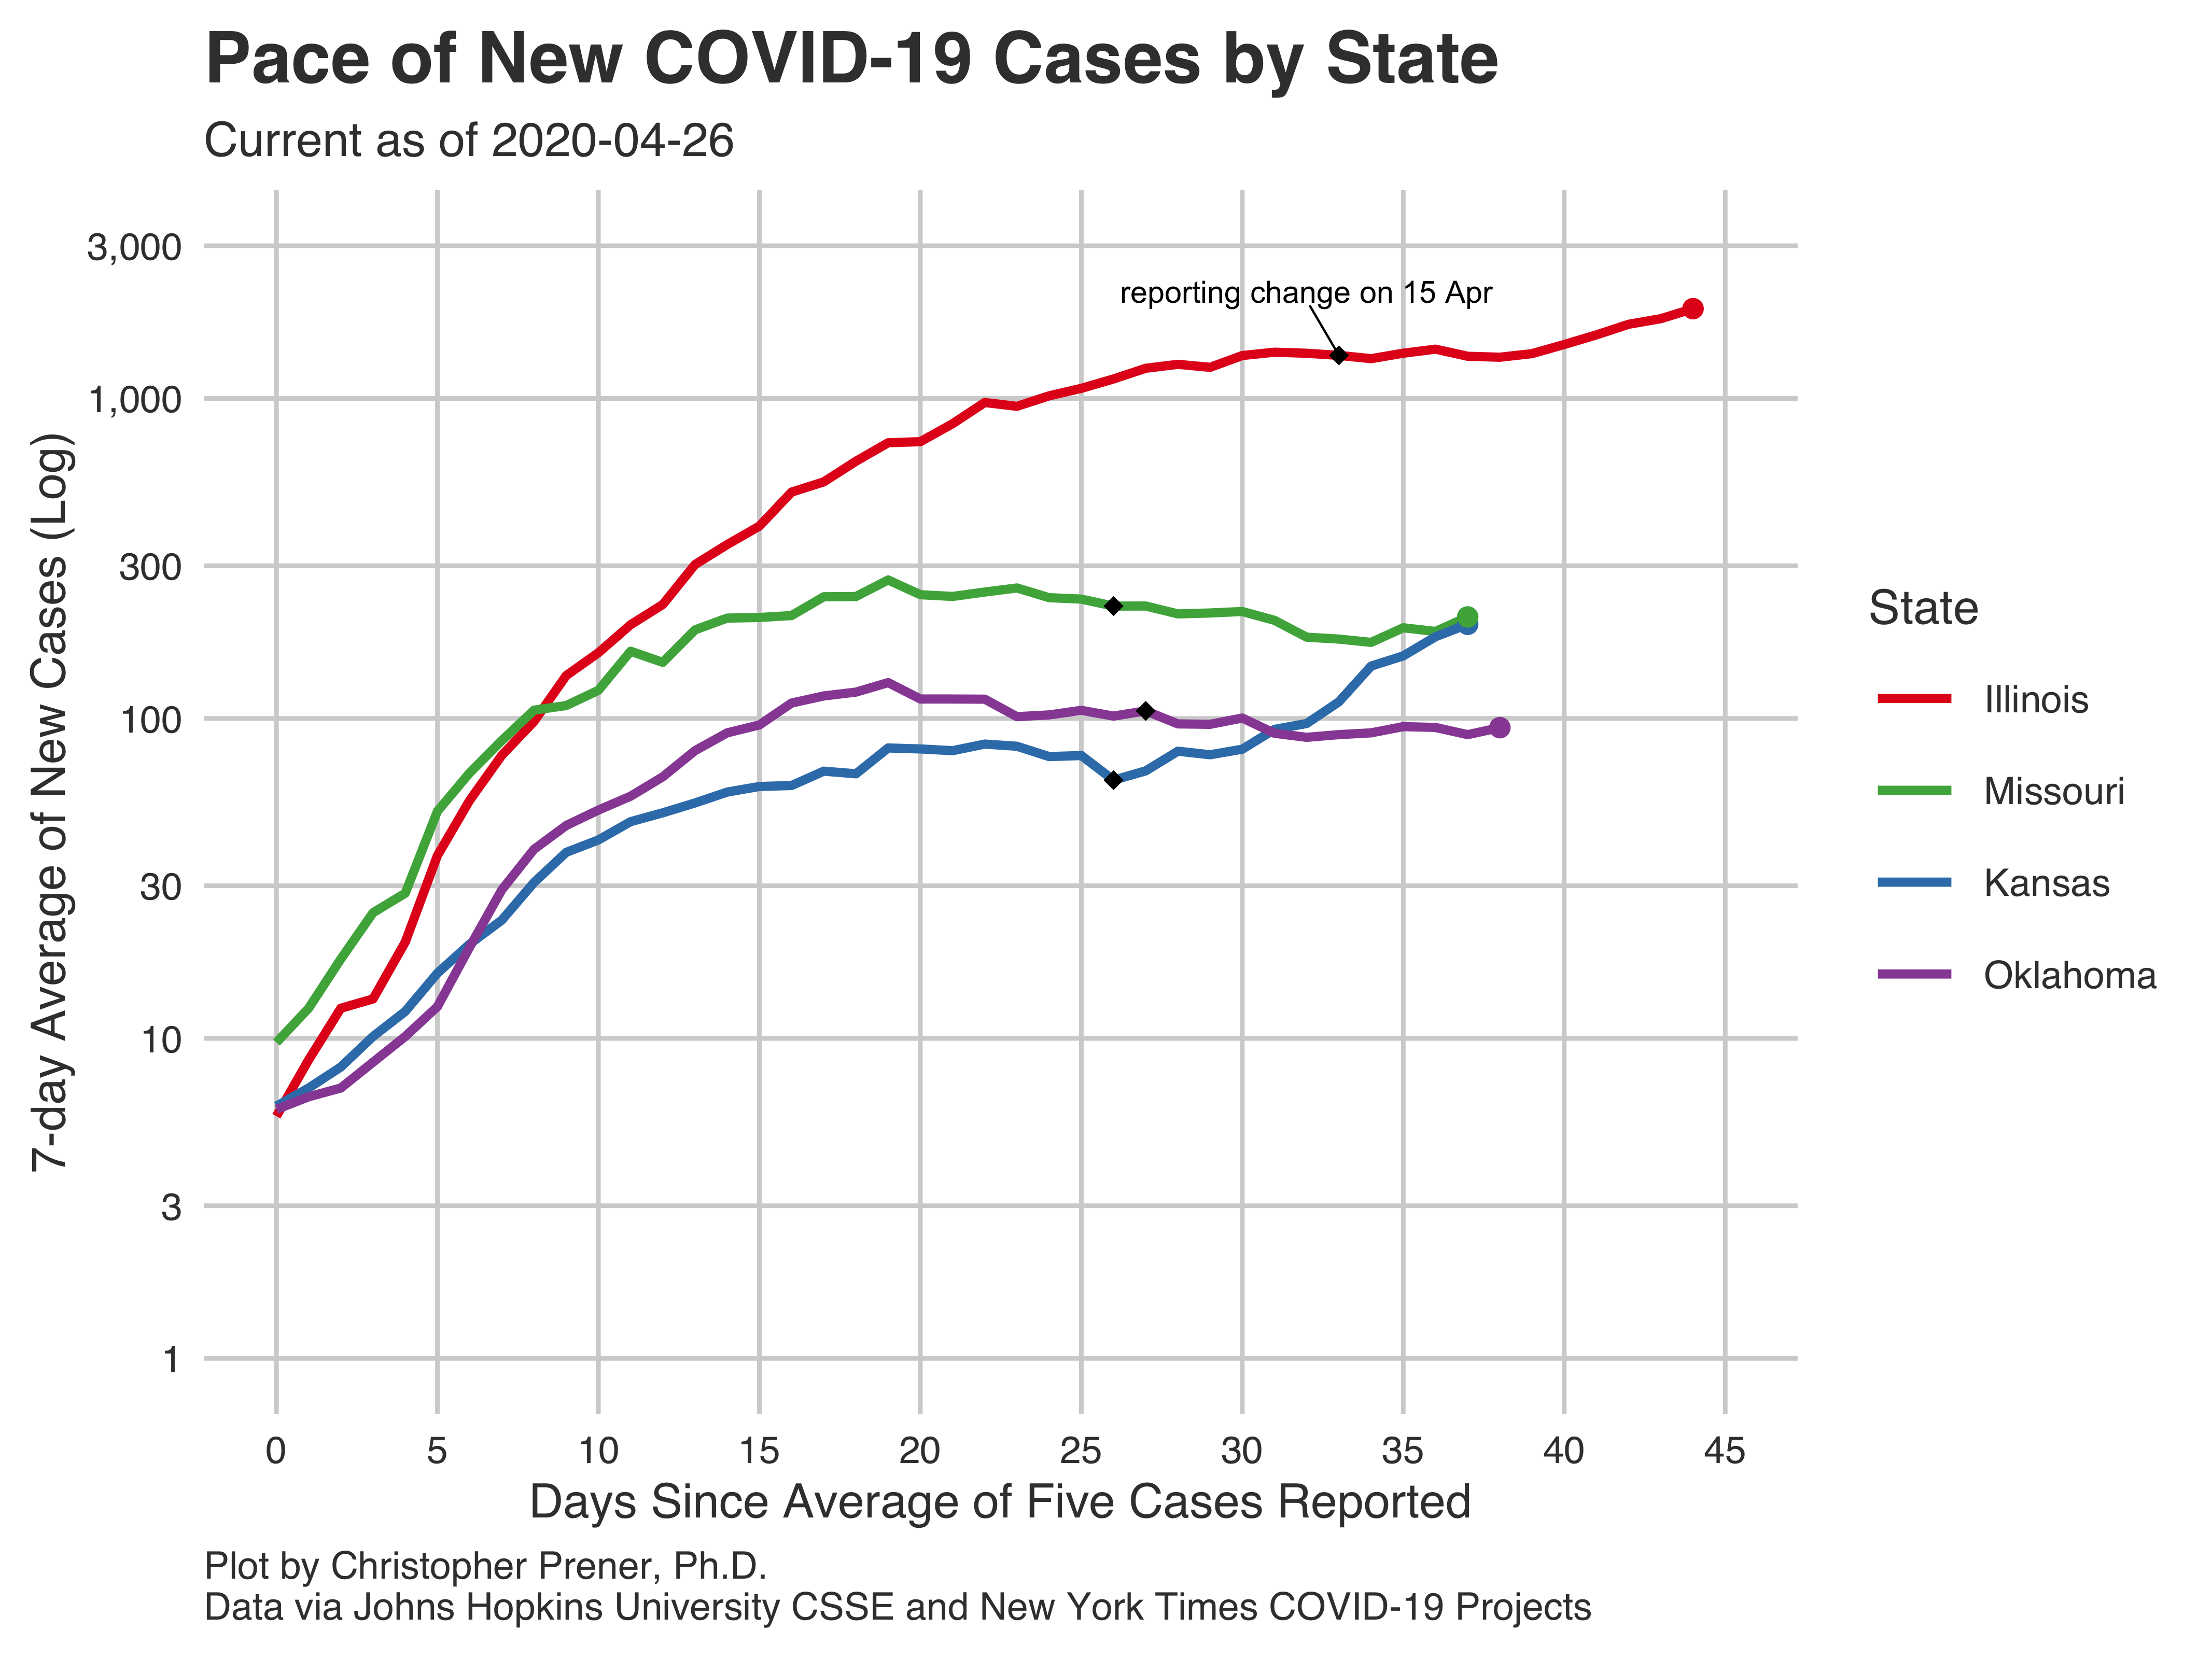 Pace of New COVID-19 Cases by State
Current as of 2020-04-26
7-day Average of New Cases (Log)
3,000
1,000
300
100
30
10
3
1
reporting change on 15 Apr
State
Illinois
Missouri
Kansas
Oklahoma
0 5 10 15 20 25 30 35 40 45
Days Since Average of Five Cases Reported
Plot by Christopher Prener, Ph.D.
Data via Johns Hopkins University CSSE and New York Times COVID-19 Projects